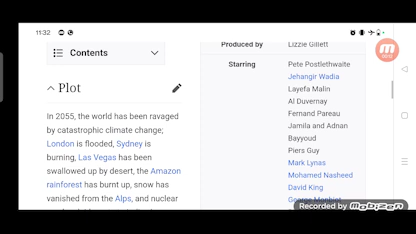 11:32
Contents
Plot
In 2055, the world has been ravaged
by catastrophic climate change;
London is flooded, Sydney is
burning, Las Vegas has been
swallowed up by desert, the Amazon
rainforest has burnt up, snow has
vanished from the Alps, and nuclear
Produced by Lizzie Gillett
Starring Pete Postlethwaite
Jehangir Wadia
Layefa Malin
Al Duvernay
Fernand Pareau
Jamila and Adnan
Bayyoud
Piers Guy
Mark Lynas
Mohamed Nasheed
David King
George Monbiot
Recorded by Mobizen